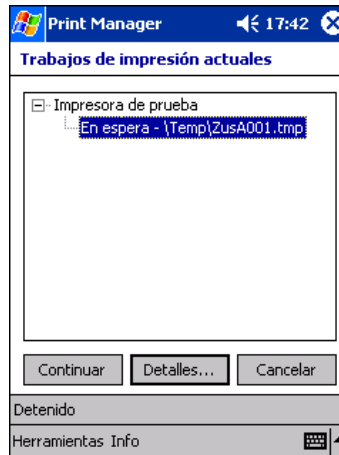 Print Manager 17:42
Trabajos de impresión actuales
Impresora de prueba
En espera - \Temp\ZusA001.tmp
Continuar Detalles... Cancelar
Detenido
Herramientas Info